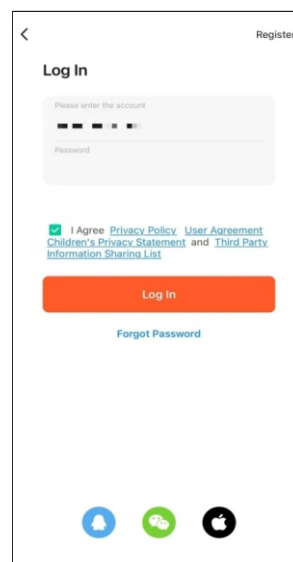 Register
Log In
Please enter the account
Password
I Agree Privacy Policy User Agreement
Children's Privacy Statement and Third Party
Information Sharing List
Log In
Forgot Password